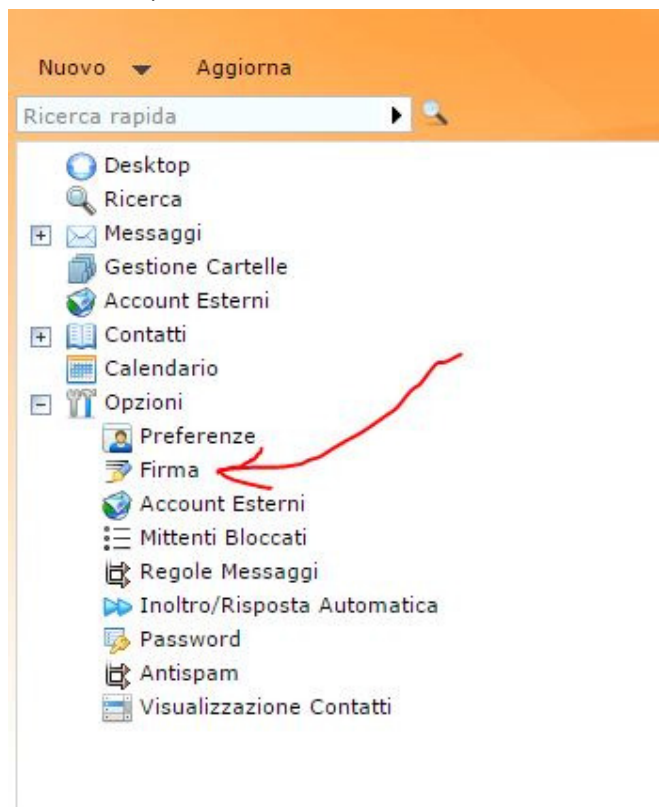 Nuovo Aggiorna
Ricerca rapida
Desktop
Ricerca
Messaggi
Gestione Cartelle
Account Esterni
Contatti
Calendario
Opzioni
Preferenze
Firma
Account Esterni
Mittenti Bloccati
Regole Messaggi
Inoltro/Risposta Automatica
Password
Antispam
Visualizzazione Contatti